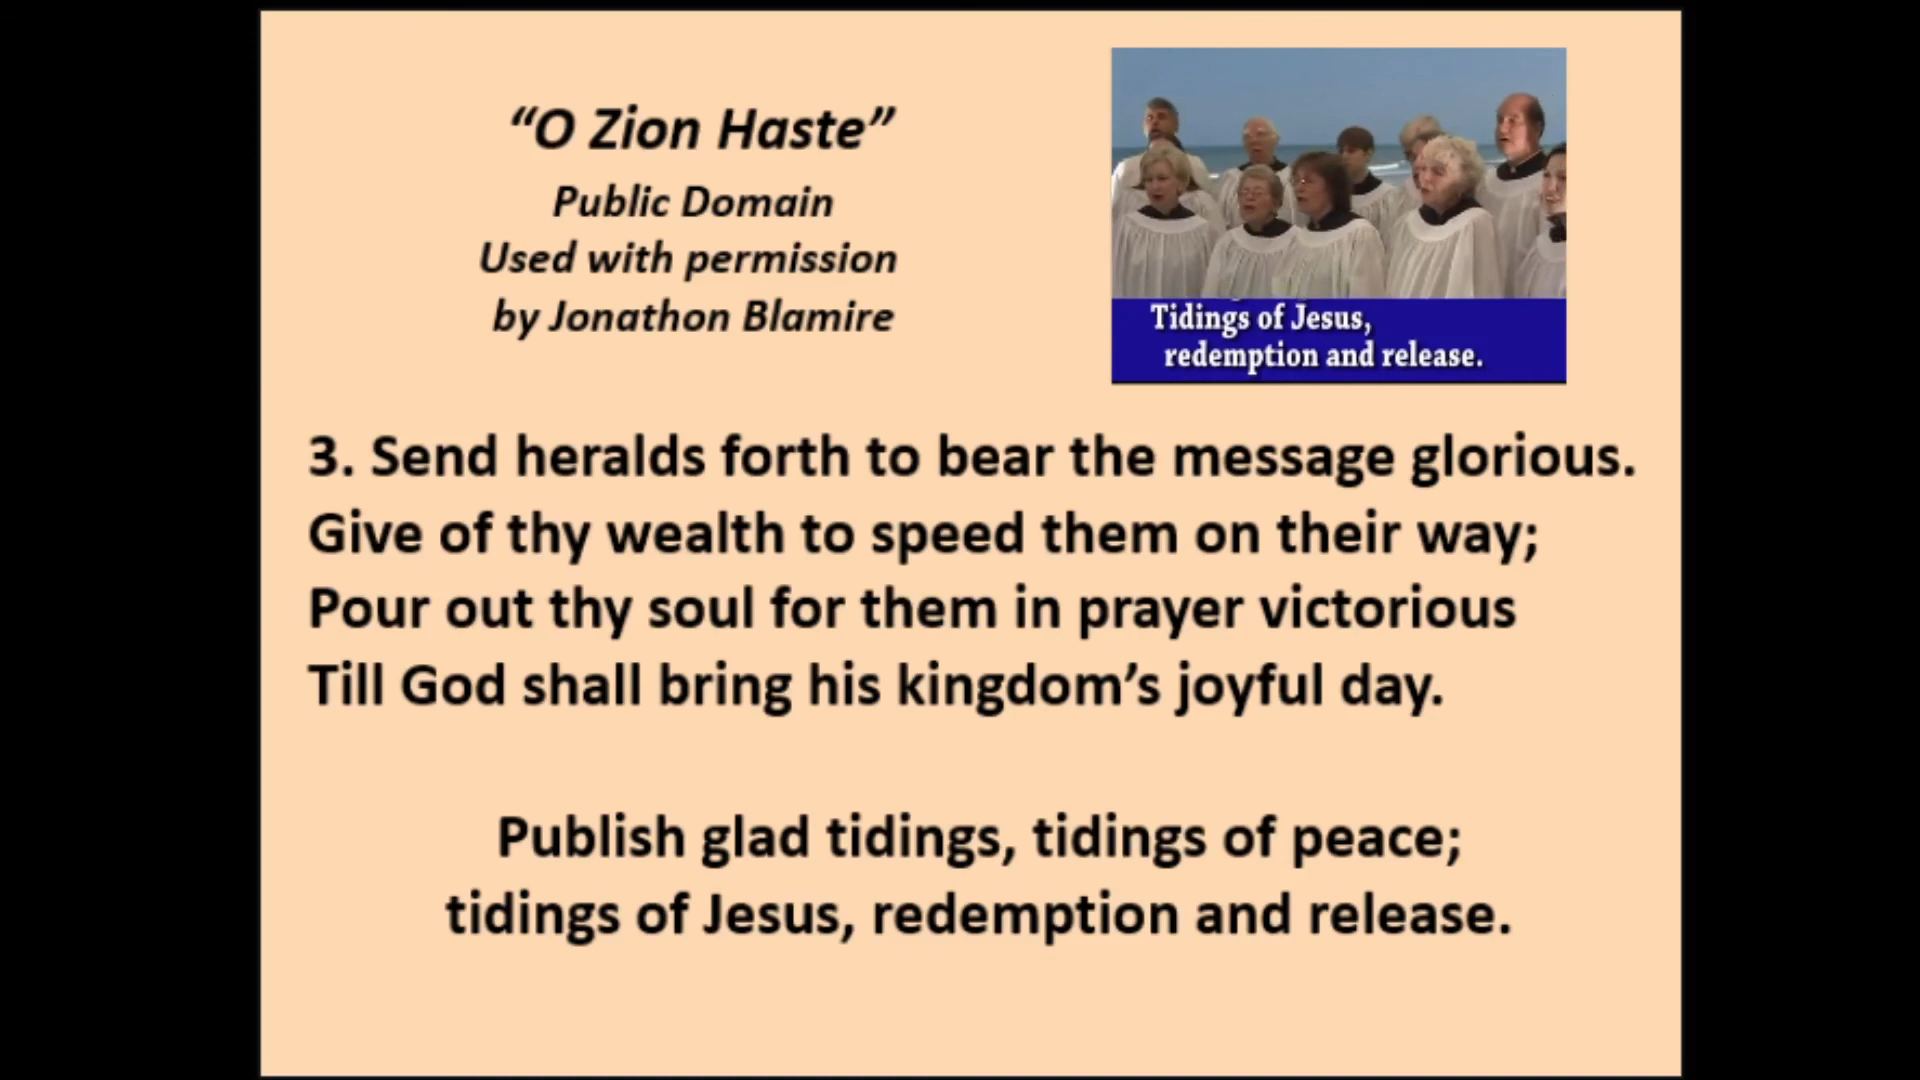 “O Zion Haste”
Public Domain
Used with permission
by Jonathon Blamire
Tidings of Jesus,
redemption and release.
3. Send heralds forth to bear the message glorious.
Give of thy wealth to speed them on their way;
Pour out thy soul for them in prayer victorious
Till God shall bring his kingdom’s joyful day.
Publish glad tidings, tidings of peace;
tidings of Jesus, redemption and release.